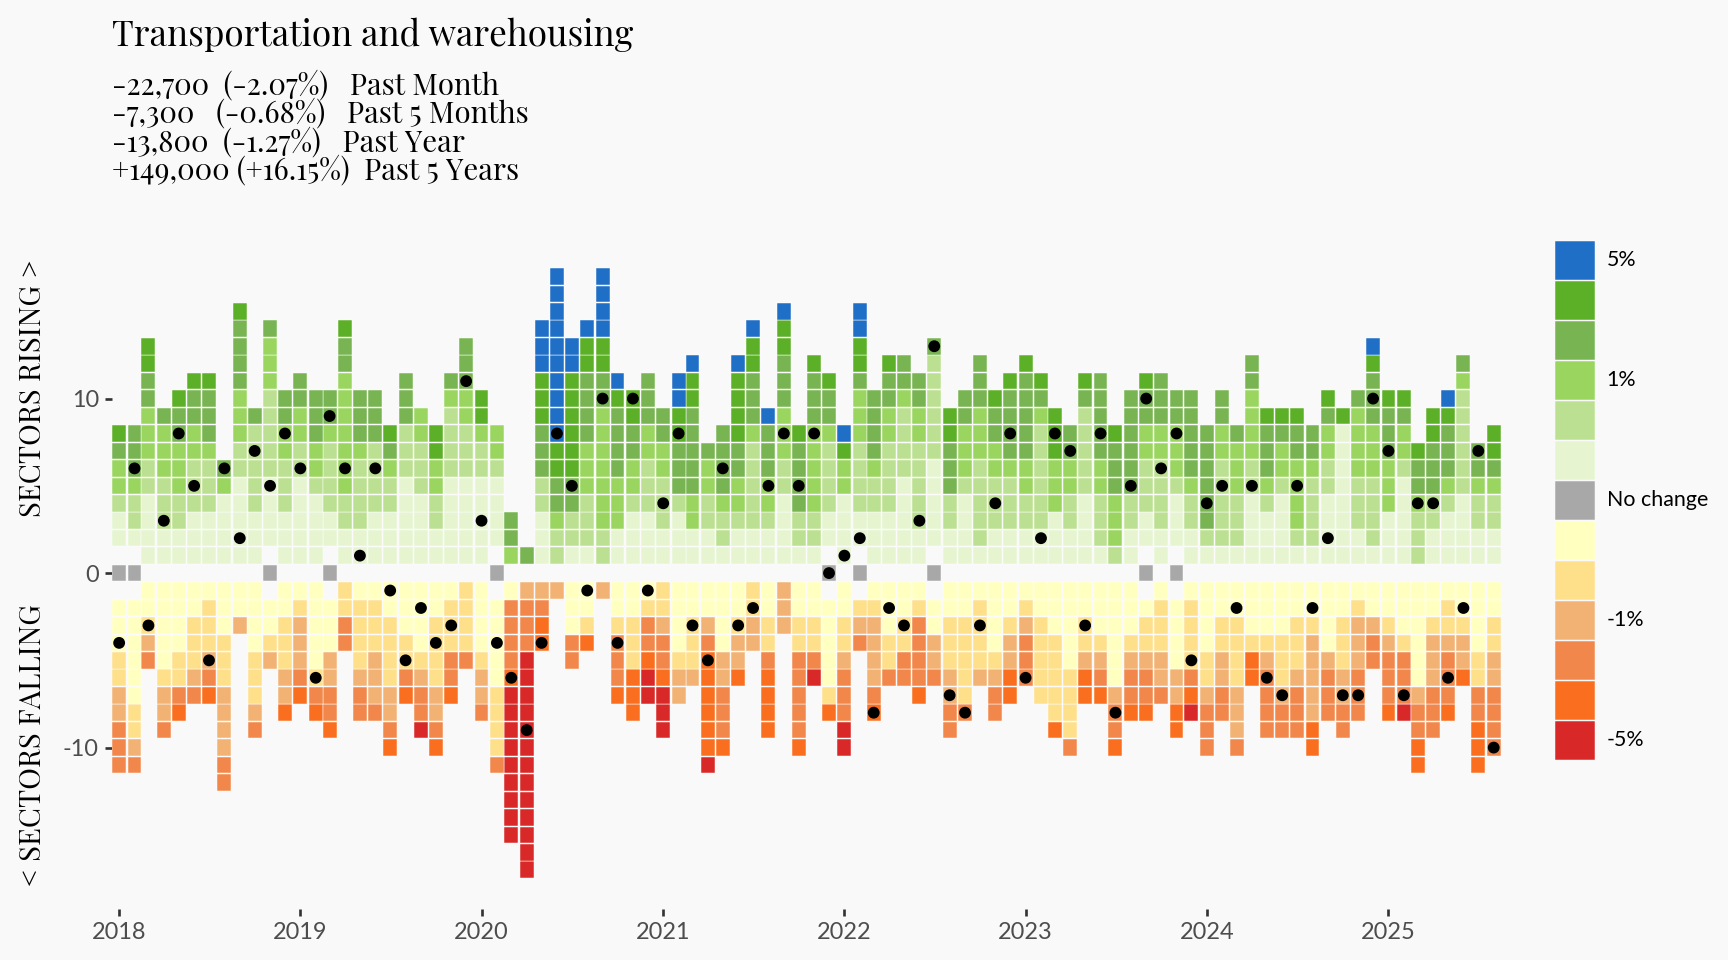 Transportation and warehousing
-22,700 (-2.07%) Past Month
-7,300 (-0.68%) Past 5 Months
-13,800 (-1.27%) Past Year
+149,000 (+16.15%) Past 5 Years
SECTORS RISING >
< SECTORS FALLING
10
0
-10
2018 2019 2020 2021 2022 2023 2024 2025
5%
1%
No change
-1%
-5%